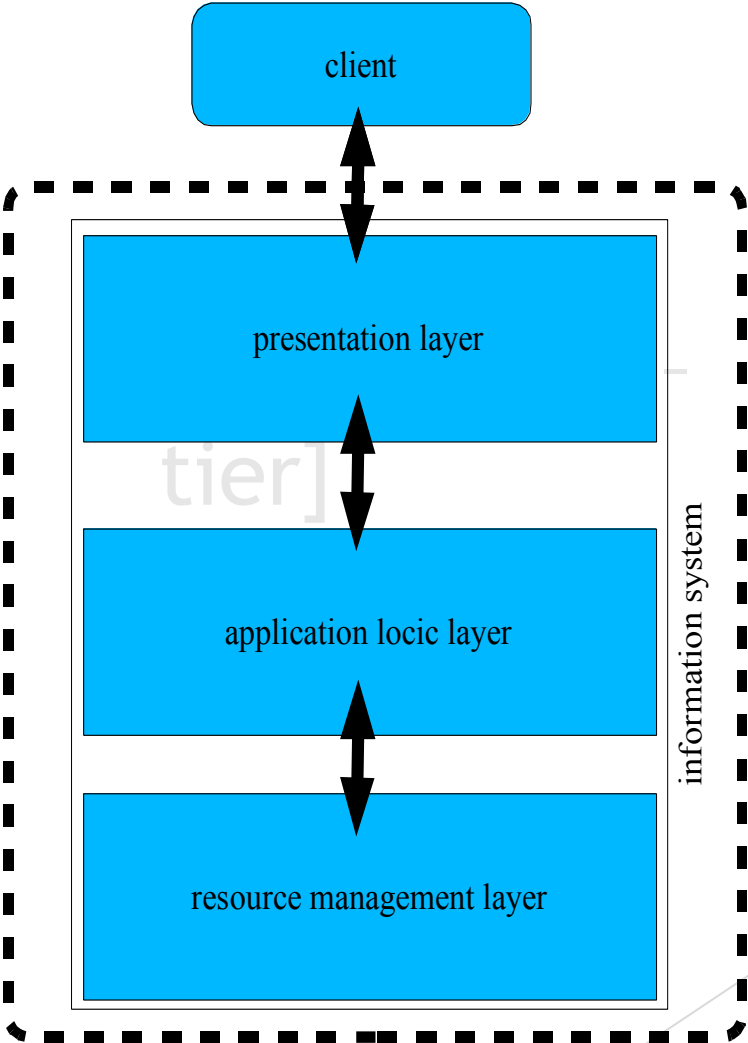 client
presentation layer
tier]
application locic layer
information system
resource management layer